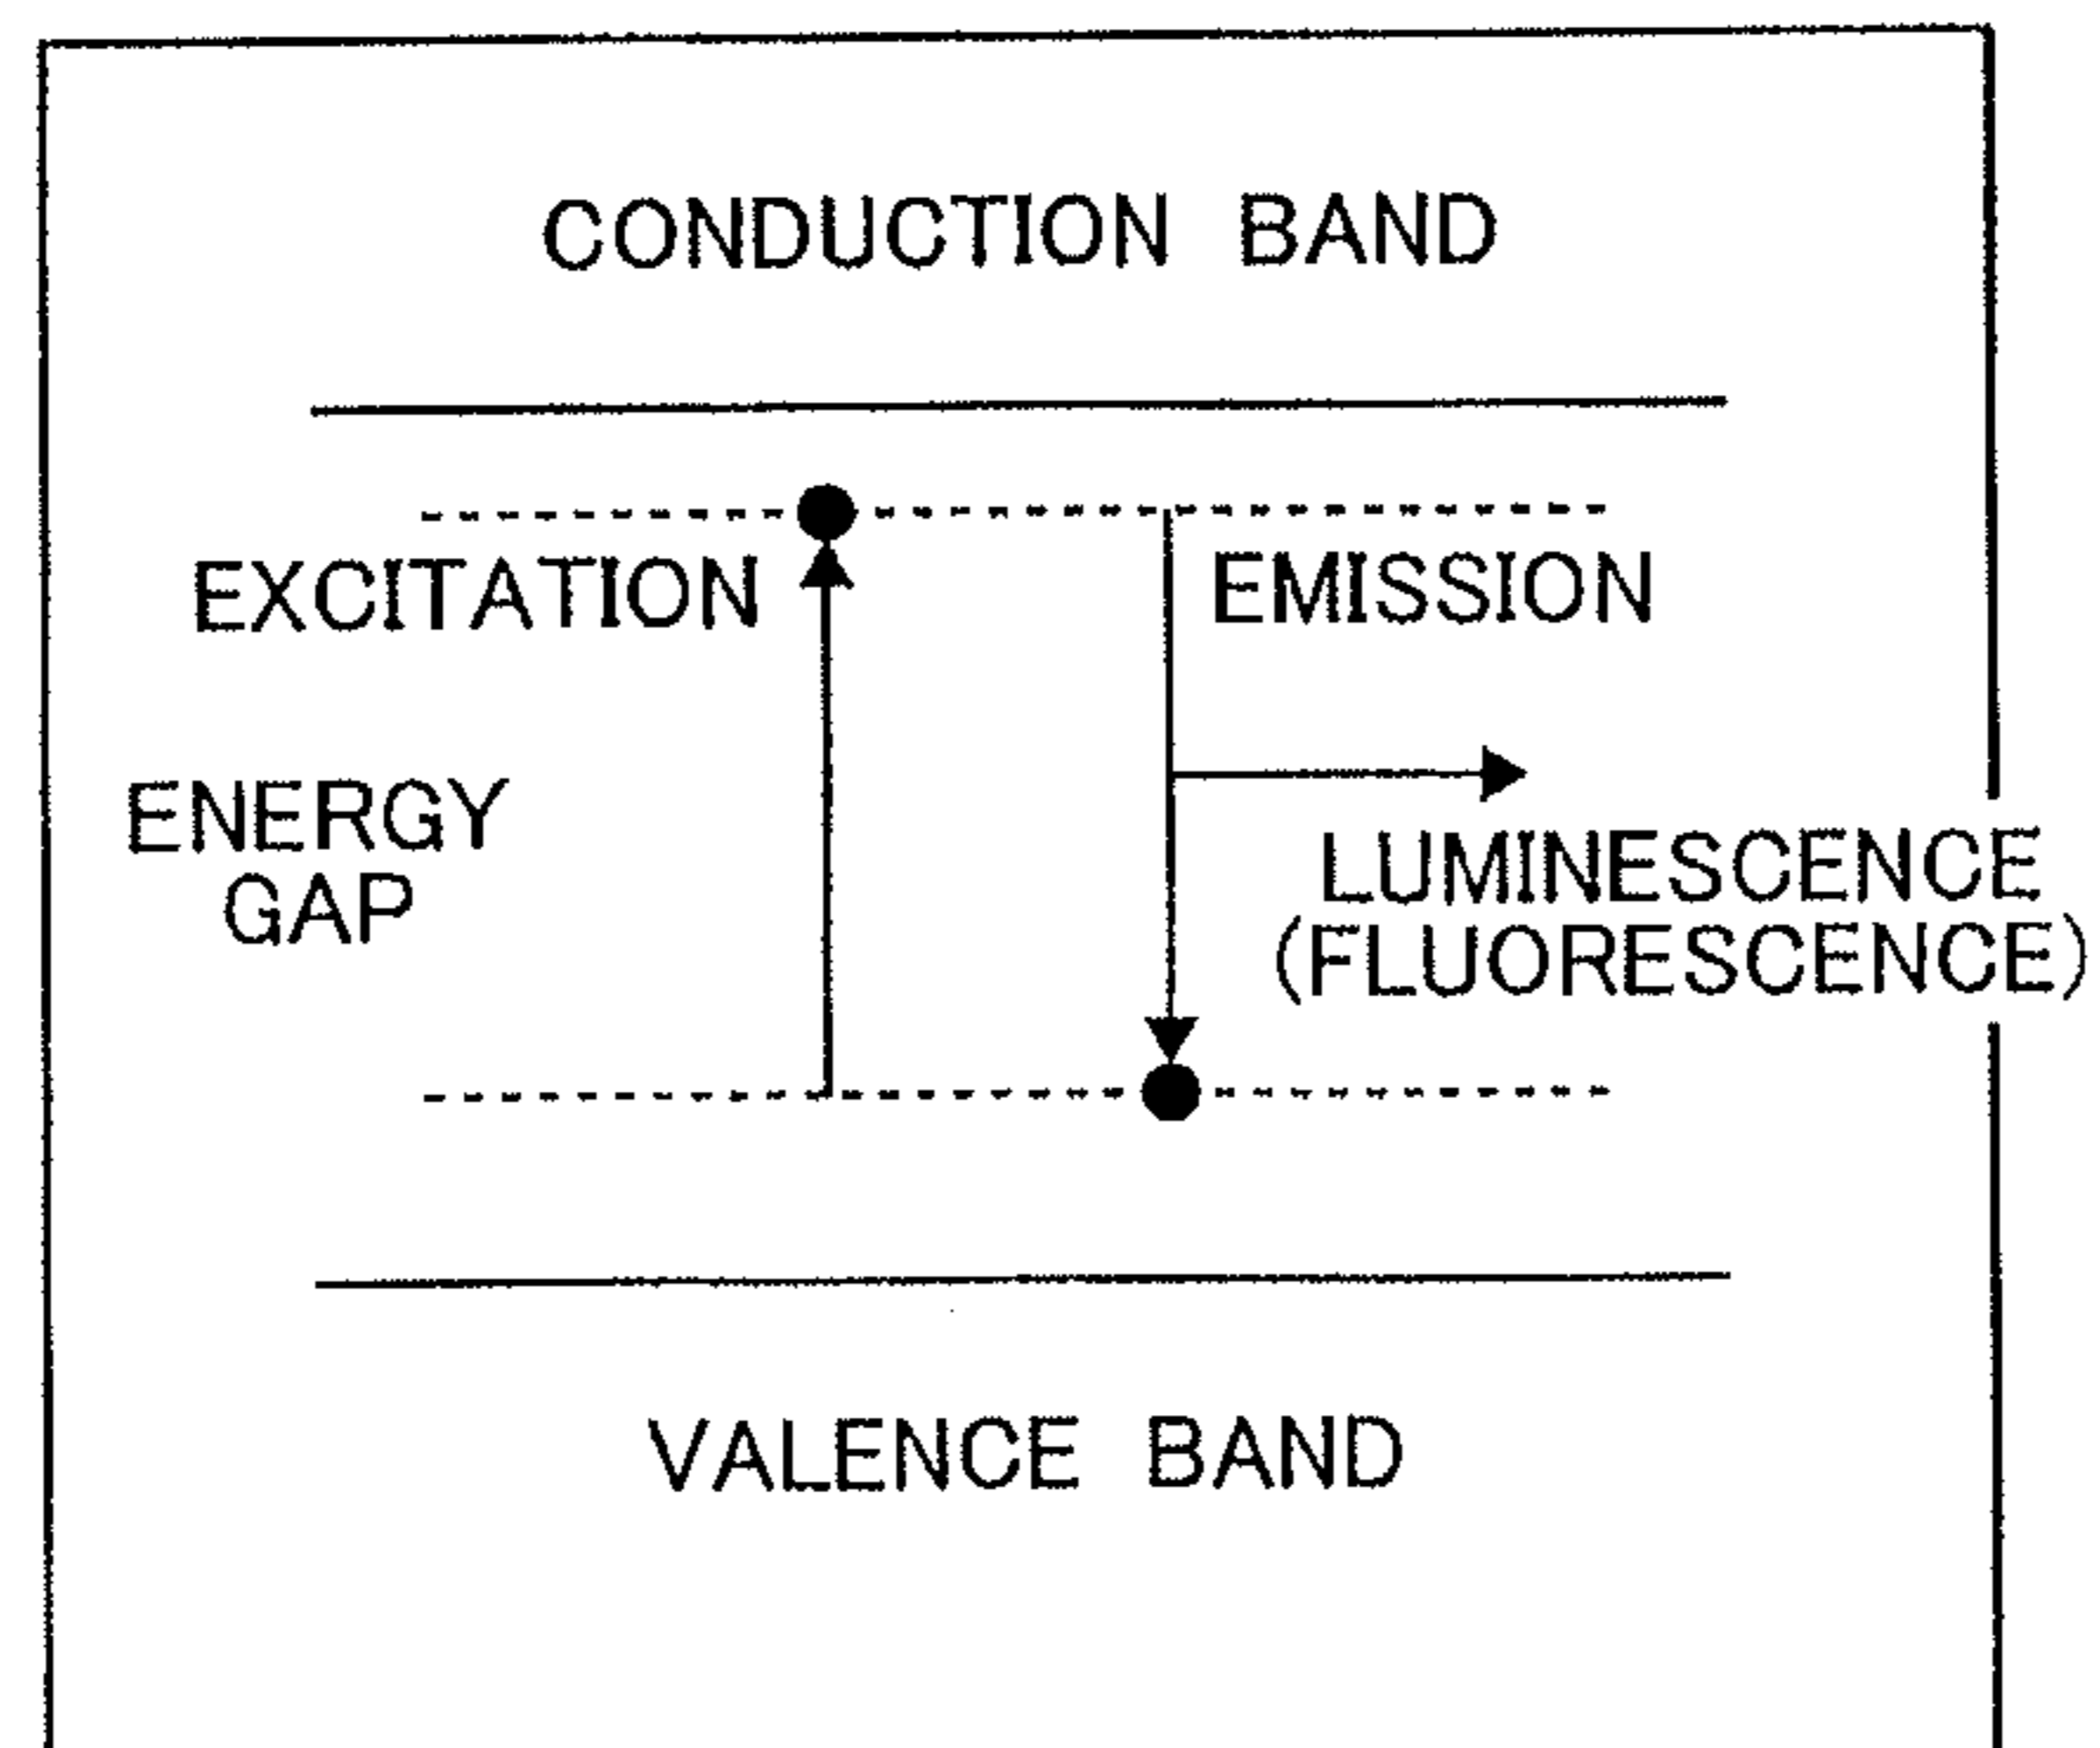 CONDUCTION BAND
EXCITATION
EMISSION
ENERGY
GAP
LUMINESCENCE
(FLUORESCENCE)
VALENCE BAND